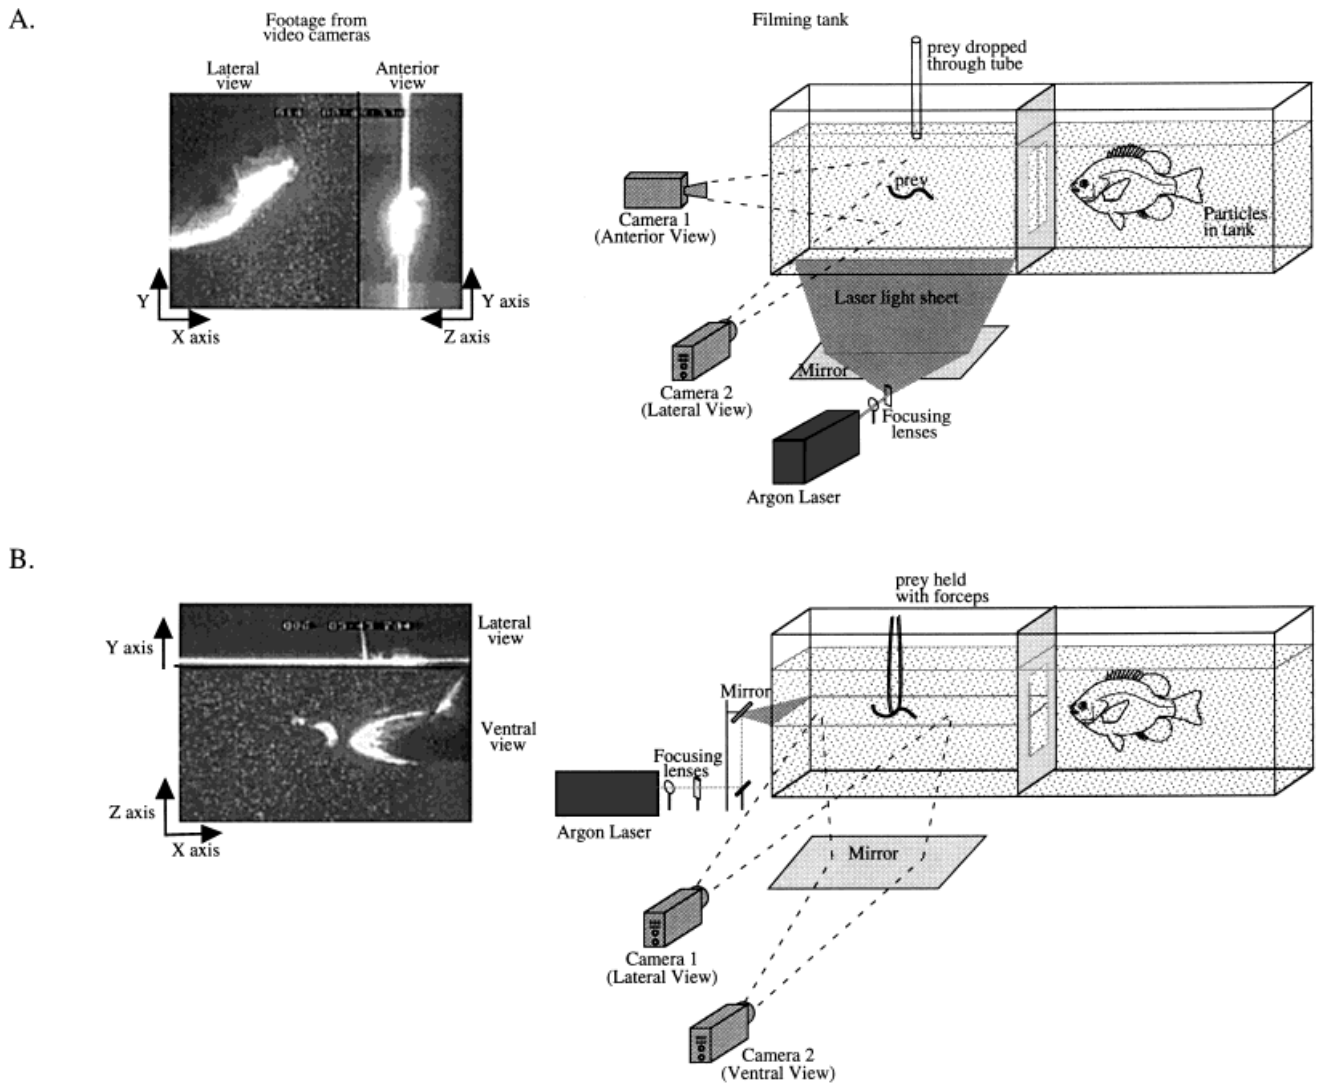 A.
Footage from
video cameras
Lateral
view
Anterior
view
Y
X axis
Y axis
Z axis
Filming tank
prey dropped
through tube
prey
Particles
in tank
Camera 1
(Anterior View)
Laser light sheet
Mirror
Camera 2
(Lateral View)
Focusing
lenses
Argon Laser
B.
Y axis
Lateral
view
Ventral
view
Z axis
X axis
prey held
with forceps
Mirror
Focusing
lenses
Argon Laser
Mirror
Camera 1
(Lateral View)
Camera 2
(Ventral View)